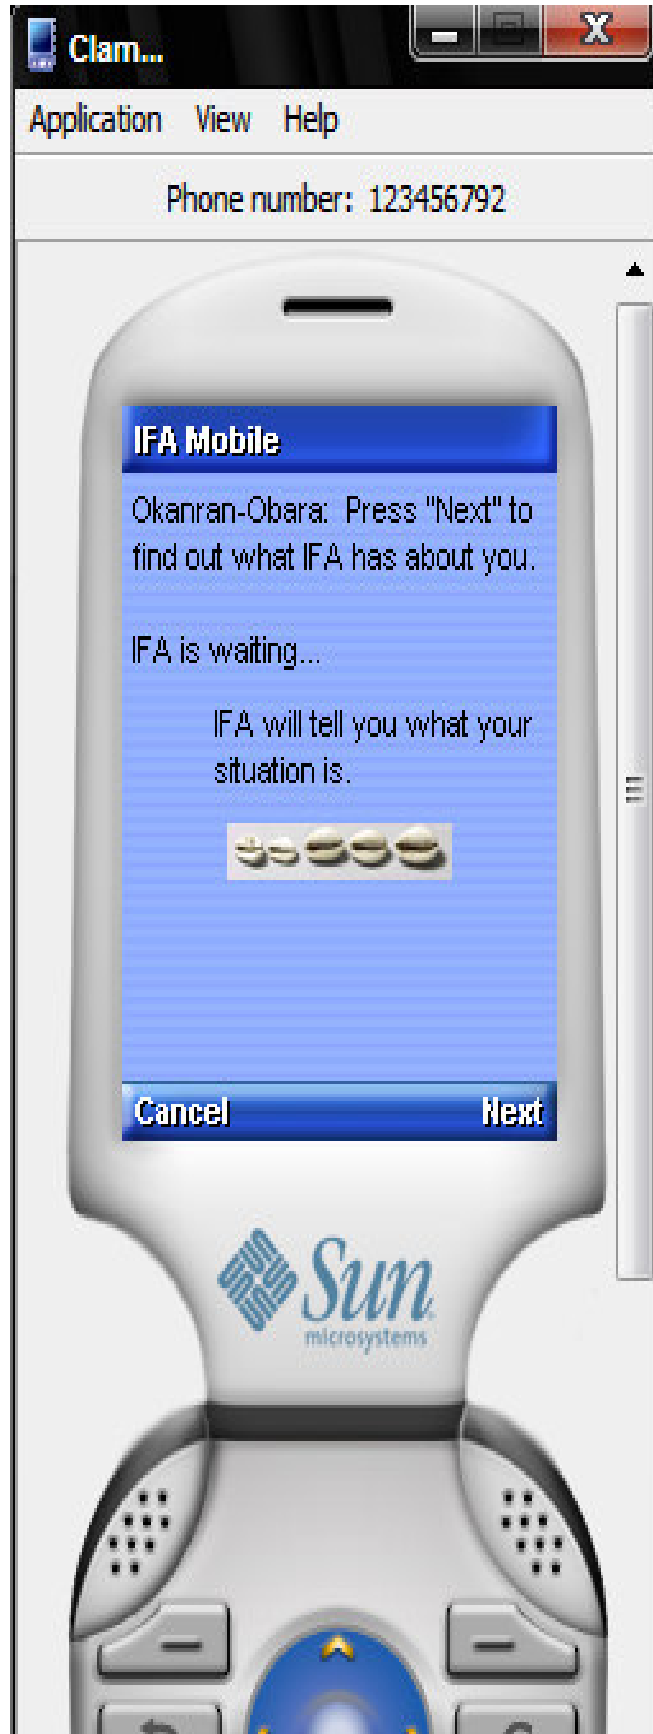 Clam...
Application View Help
Phone number: 123456792
IFA Mobile
Okanran-Obara: Press "Next" to
find out what IFA has about you.
IFA is waiting...
IFA will tell you what your
situation is.
Cancel Next
Sun
microsystems